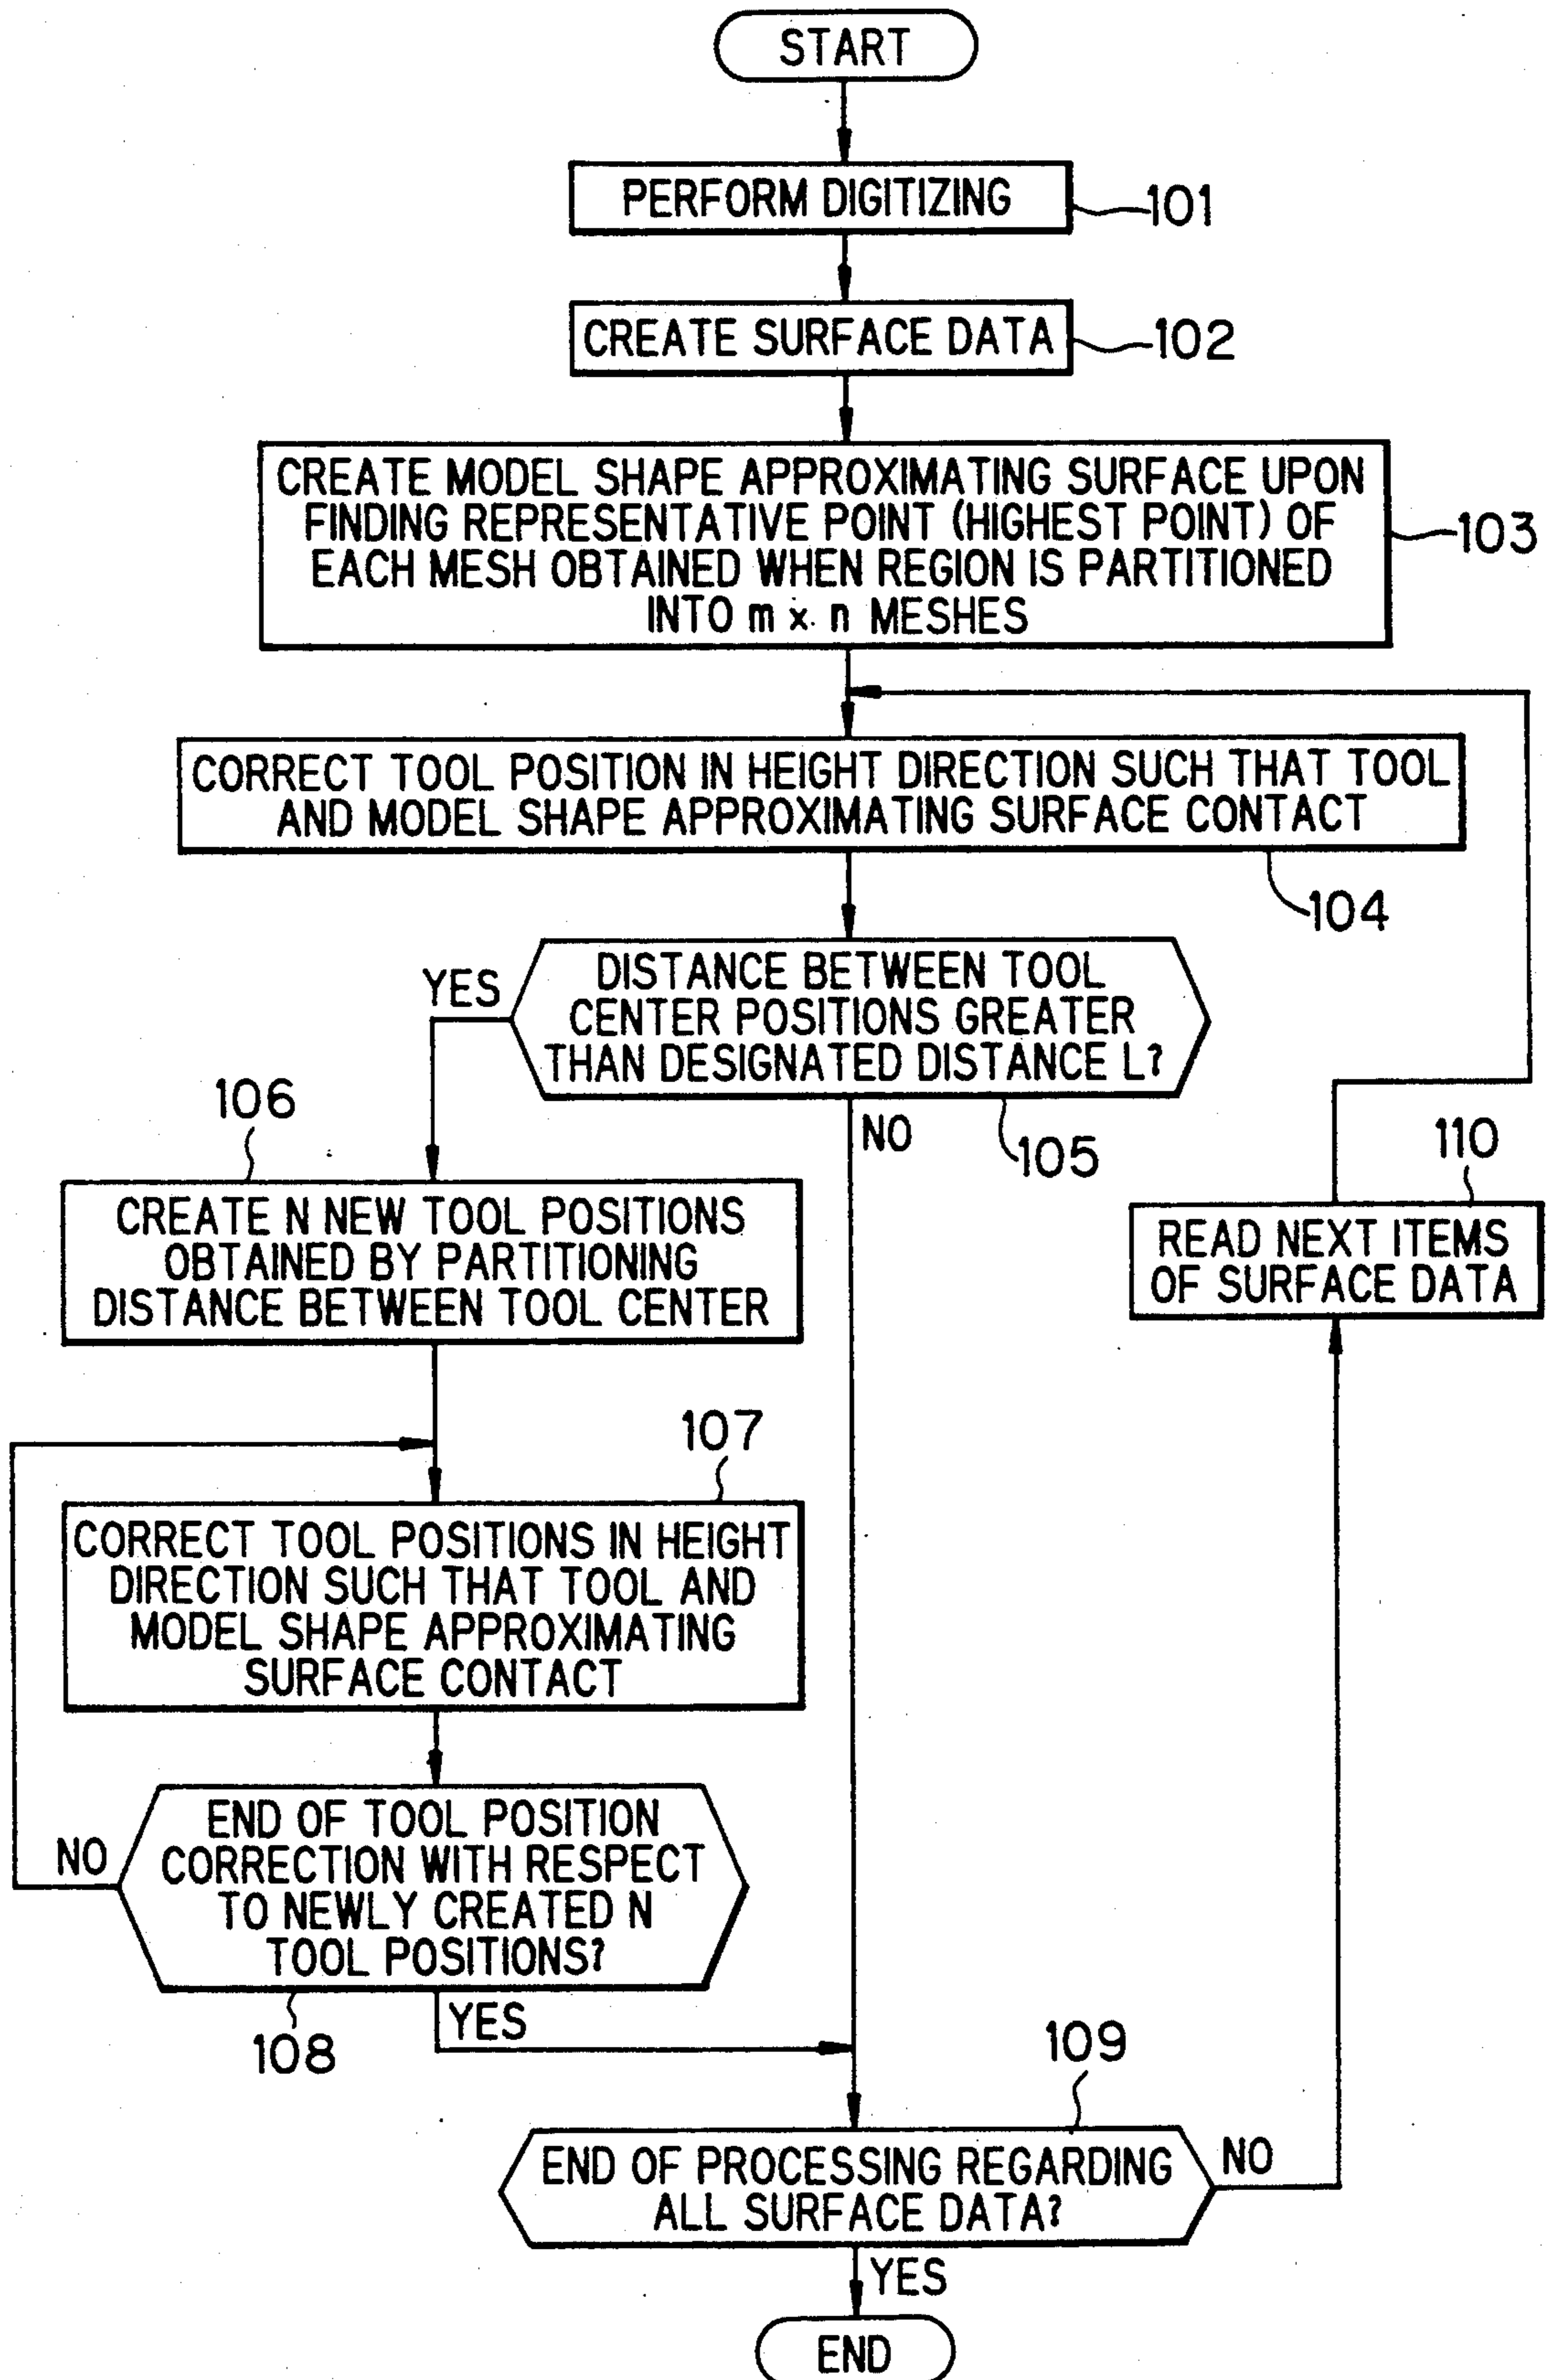 START
PERFORM DIGITIZING
101
CREATE SURFACE DATA
102
CREATE MODEL SHAPE APPROXIMATING SURFACE UPON
FINDING REPRESENTATIVE POINT (HIGHEST POINT) OF
EACH MESH OBTAINED WHEN REGION IS PARTITIONED
INTO m x n MESHES
103
CORRECT TOOL POSITION IN HEIGHT DIRECTION SUCH THAT TOOL
AND MODEL SHAPE APPROXIMATING SURFACE CONTACT
104
DISTANCE BETWEEN TOOL
CENTER POSITIONS GREATER
THAN DESIGNATED DISTANCE L?
YES
NO
105
106
CREATE N NEW TOOL POSITIONS
OBTAINED BY PARTITIONING
DISTANCE BETWEEN TOOL CENTER
110
READ NEXT ITEMS
OF SURFACE DATA
107
CORRECT TOOL POSITIONS IN HEIGHT
DIRECTION SUCH THAT TOOL AND
MODEL SHAPE APPROXIMATING
SURFACE CONTACT
END OF TOOL POSITION
CORRECTION WITH RESPECT
TO NEWLY CREATED N
TOOL POSITIONS?
NO
YES
108
109
END OF PROCESSING REGARDING
ALL SURFACE DATA?
NO
YES
END